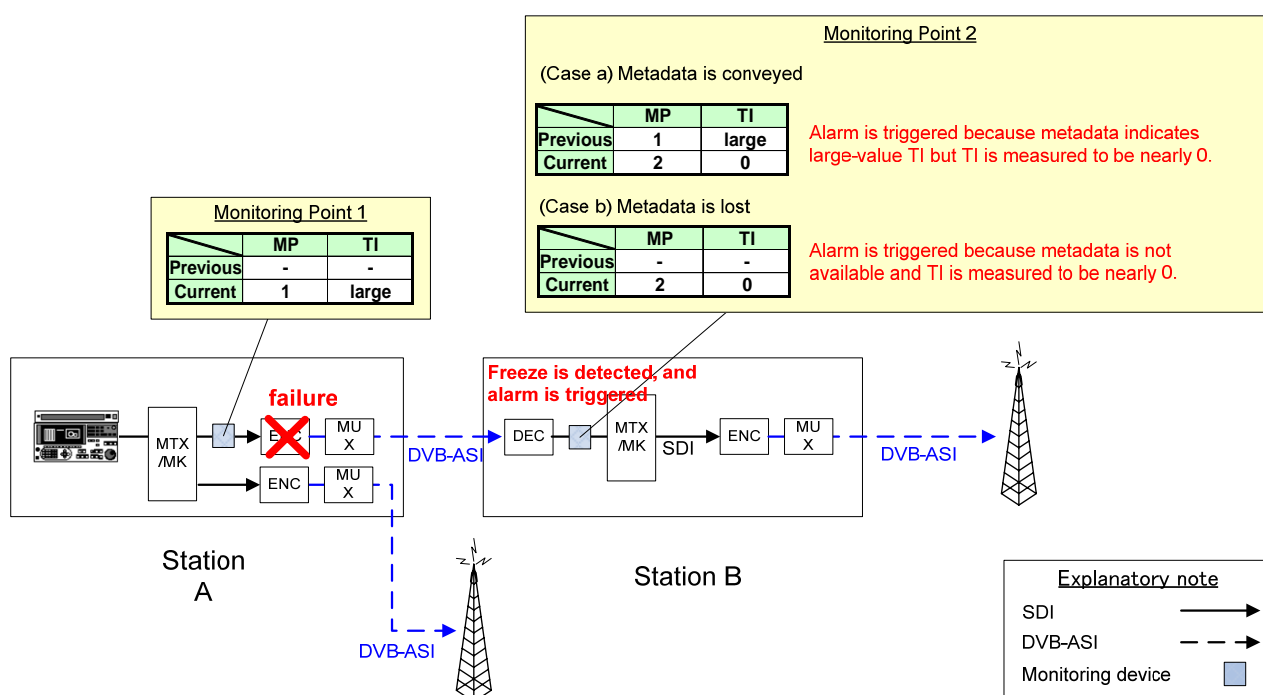 Monitoring Point 2
(Case a) Metadata is conveyed
MP TI
Previous 1 large
Current 2 0
Alarm is triggered because metadata indicates
large-value TI but TI is measured to be nearly 0.
(Case b) Metadata is lost
MP TI
Previous - -
Current 2 0
Alarm is triggered because metadata is not
available and TI is measured to be nearly 0.
Monitoring Point 1
MP TI
Previous - -
Current 1 large
failure
Freeze is detected, and
alarm is triggered
MTX
/MK
ENC
MU
X
DVB-ASI
ENC
MU
X
DVB-ASI
DEC
MTX
/MK
SDI
ENC
MU
X
DVB-ASI
Station
A
Station B
Explanatory note
SDI
DVB-ASI
Monitoring device